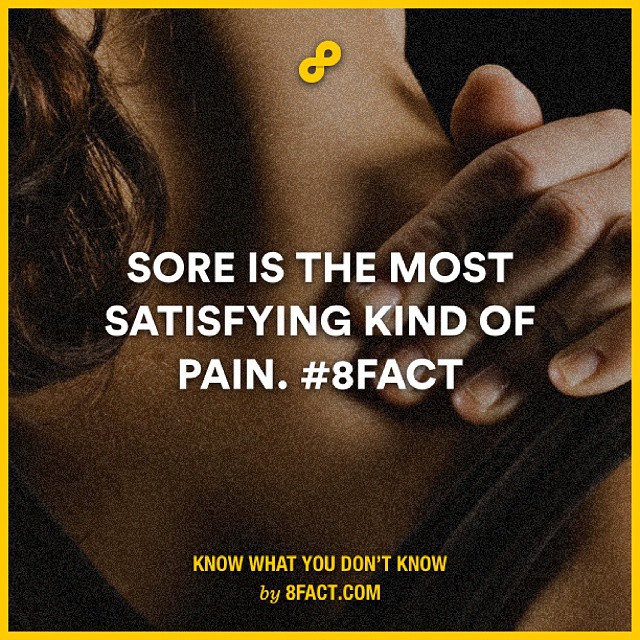 SORE IS THE MOST
SATISFYING KIND OF
PAIN. #8FACT
KNOW WHAT YOU DON'T KNOW
by 8FACT.COM